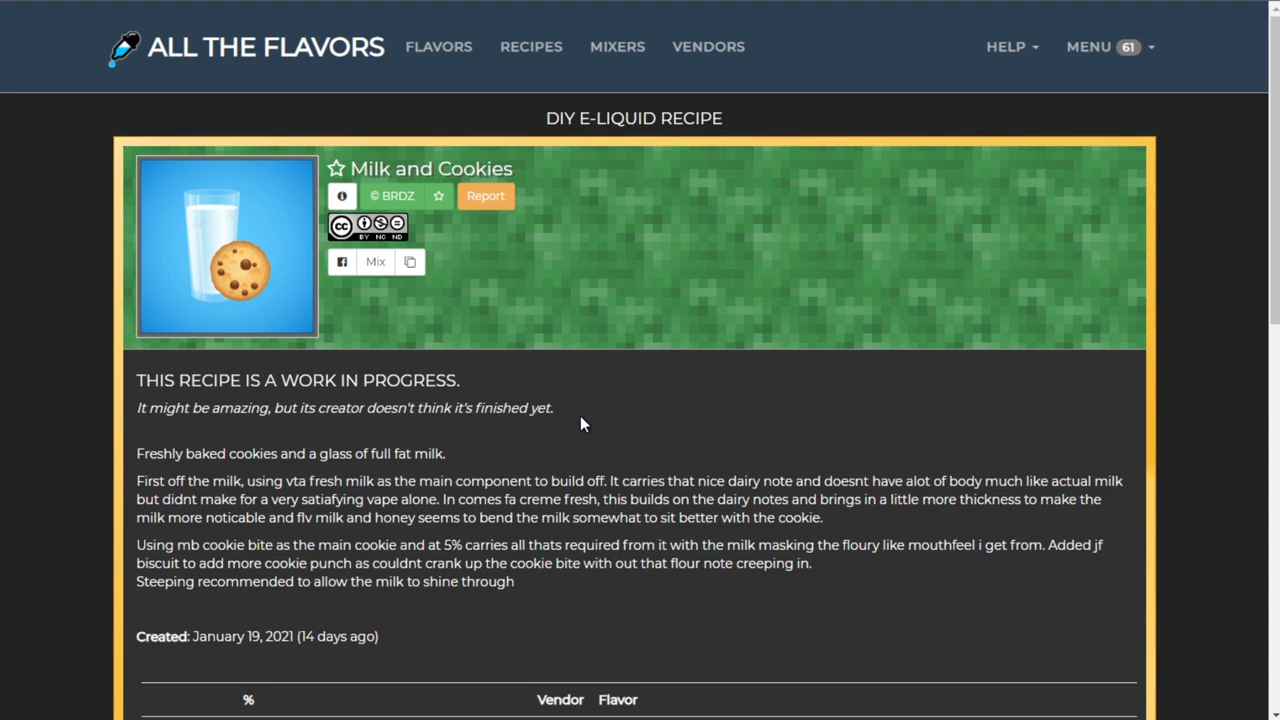 ALL THE FLAVORS FLAVORS RECIPES MIXERS VENDORS HELP MENU 61
DIY E-LIQUID RECIPE
Milk and Cookies
© BRDZ Report
CC BY NC ND
Mix
THIS RECIPE IS A WORK IN PROGRESS.
It might be amazing, but its creator doesn't think it's finished yet.
Freshly baked cookies and a glass of full fat milk.
First off the milk, using vta fresh milk as the main component to build off. It carries that nice dairy note and doesnt have alot of body much like actual milk
but didnt make for a very satiafying vape alone. In comes fa creme fresh, this builds on the dairy notes and brings in a little more thickness to make the
milk more noticable and flv milk and honey seems to bend the milk somewhat to sit better with the cookie.
Using mb cookie bite as the main cookie and at 5% carries all thats required from it with the milk masking the floury like mouthfeel i get from. Added jf
biscuit to add more cookie punch as couldnt crank up the cookie bite with out that flour note creeping in.
Steeping recommended to allow the milk to shine through
Created: January 19, 2021 (14 days ago)
% Vendor Flavor